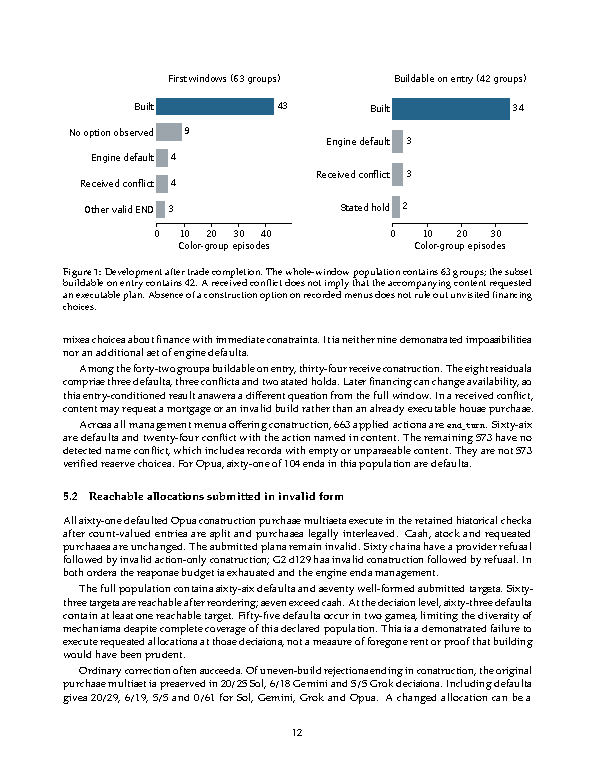 First windows (63 groups)
Built 43
No option observed 9
Engine default 4
Received conflict 4
Other valid END 3
0 10 20 30 40
Color-group episodes
Buildable on entry (42 groups)
Built 34
Engine default 3
Received conflict 3
Stated hold 2
0 10 20 30
Color-group episodes
Figure 1: Development after trade completion. The whole-window population contains 63 groups; the subset
buildable on entry contains 42. A received conflict does not imply that the accompanying content requested
an executable plan. Absence of a construction option on recorded menus does not rule out unvisited financing
choices.
mixes choices about finance with immediate constraints. It is neither nine demonstrated impossibilities
nor an additional set of engine defaults.
Among the forty-two groups buildable on entry, thirty-four receive construction. The eight residuals
comprise three defaults, three conflicts and two stated holds. Later financing can change availability, so
this entry-conditioned result answers a different question from the full window. In a received conflict,
content may request a mortgage or an invalid build rather than an already executable house purchase.
Across all management menus offering construction, 663 applied actions are end_turn. Sixty-six
are defaults and twenty-four conflict with the action named in content. The remaining 573 have no
detected name conflict, which includes records with empty or unparseable content. They are not 573
verified reserve choices. For Opus, sixty-one of 104 ends in this population are defaults.
5.2 Reachable allocations submitted in invalid form
All sixty-one defaulted Opus construction purchase multisets execute in the retained historical checks
after count-valued entries are split and purchases legally interleaved. Cash, stock and requested
purchases are unchanged. The submitted plans remain invalid. Sixty chains have a provider refusal
followed by invalid action-only construction; G2 d129 has invalid construction followed by refusal. In
both orders the response budget is exhausted and the engine ends management.
The full population contains sixty-six defaults and seventy well-formed submitted targets. Sixty-
three targets are reachable after reordering; seven exceed cash. At the decision level, sixty-three defaults
contain at least one reachable target. Fifty-five defaults occur in two games, limiting the diversity of
mechanisms despite complete coverage of this declared population. This is a demonstrated failure to
execute requested allocations at those decisions, not a measure of foregone rent or proof that building
would have been prudent.
Ordinary correction often succeeds. Of uneven-build rejections ending in construction, the original
purchase multiset is preserved in 20/25 Sol, 6/18 Gemini and 5/5 Grok decisions. Including defaults
gives 20/29, 6/19, 5/5 and 0/61 for Sol, Gemini, Grok and Opus. A changed allocation can be a
12